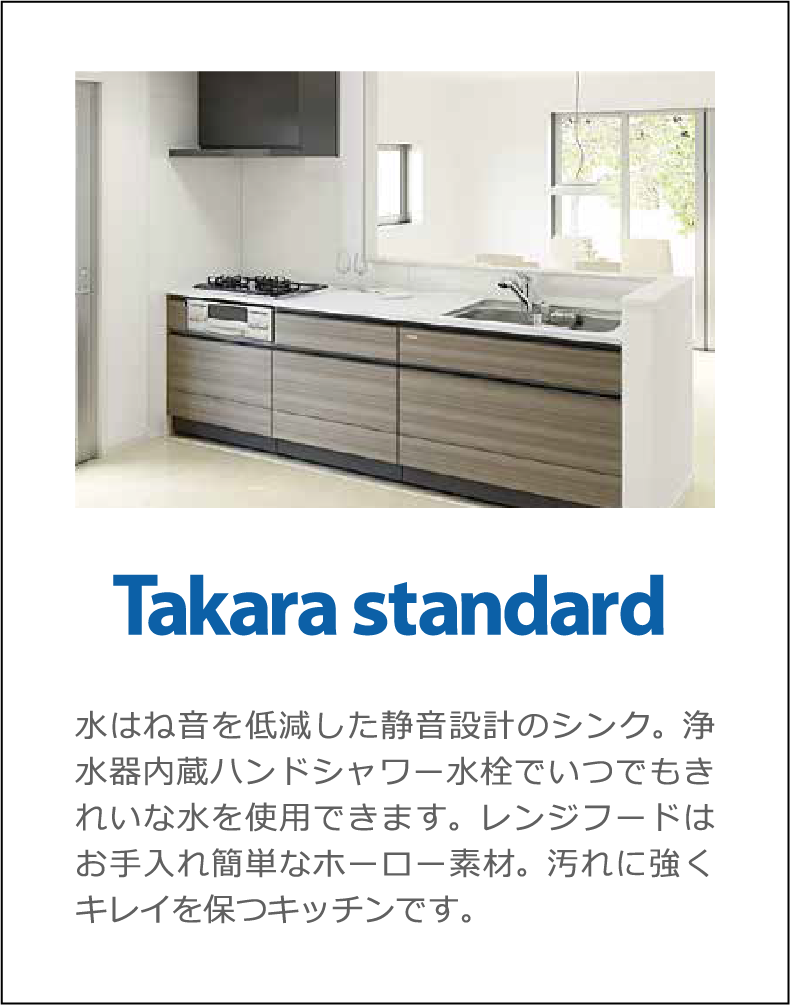 Takara standard
水はね音を低減した静音設計のシンク。浄
水器内蔵ハンドシャワー水栓でいつでもき
れいな水を使用できます。レンジフードは
お手入れ簡単なホーロー素材。汚れに強く
キレイを保つキッチンです。